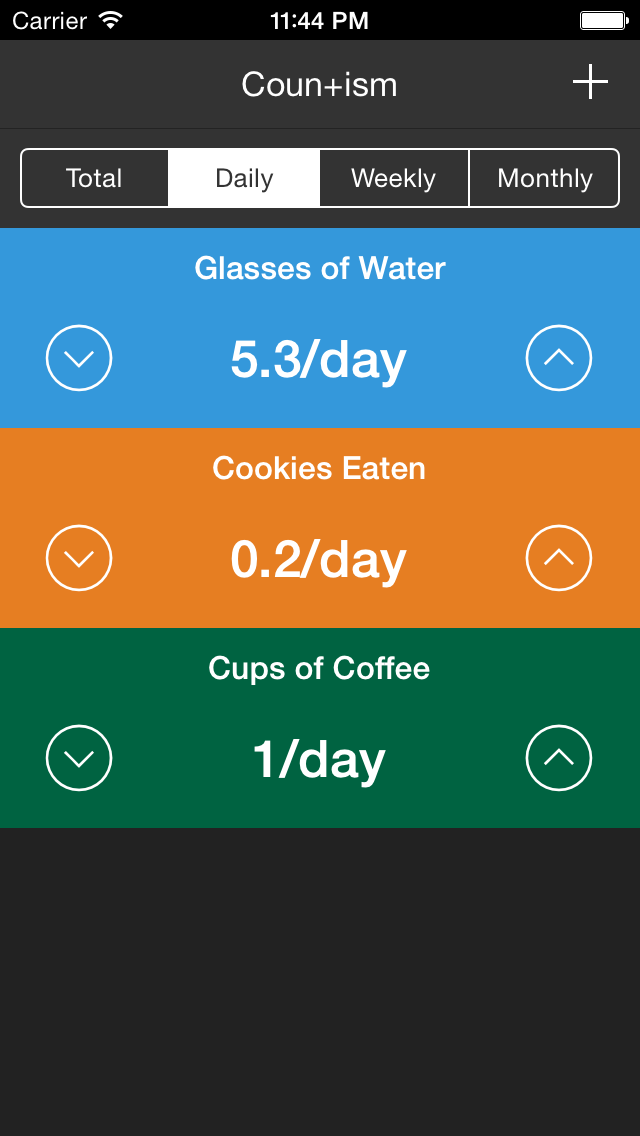 Carrier 11:44 PM
Coun+ism
Total Daily Weekly Monthly
Glasses of Water
5.3/day
Cookies Eaten
0.2/day
Cups of Coffee
1/day